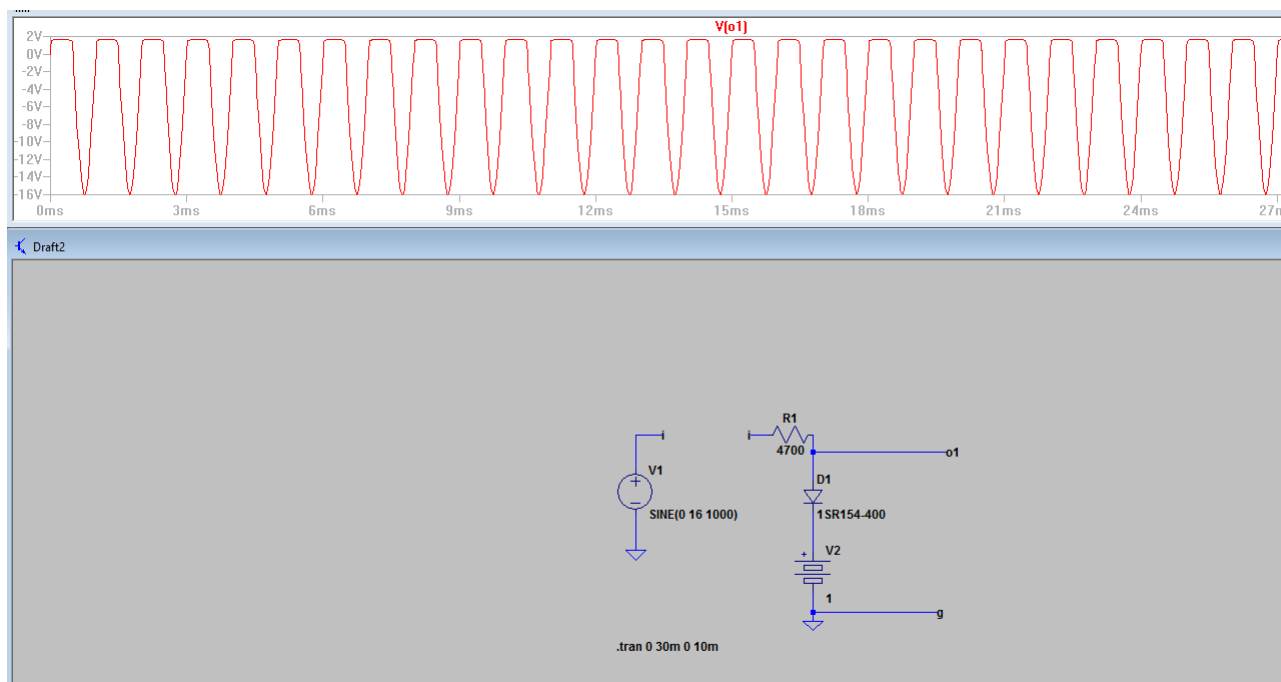 V(o1)
2V
0V
-2V
-4V
-6V
-8V
-10V
-12V
-14V
-16V
0ms 3ms 6ms 9ms 12ms 15ms 18ms 21ms 24ms 27m
Draft2
R1
i i
4700
o1
V1
D1
SINE(0 16 1000)
1SR154-400
+ V2
1
g
.tran 0 30m 0 10m